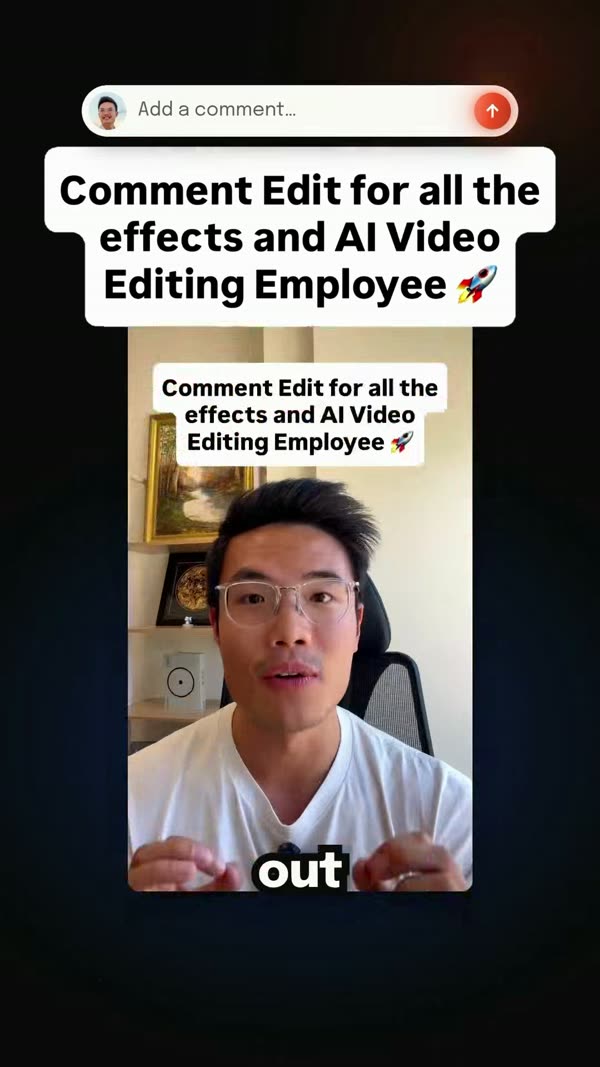 Add a comment...
Comment Edit for all the
effects and AI Video
Editing Employee 🚀
Comment Edit for all the
effects and AI Video
Editing Employee 🚀
out